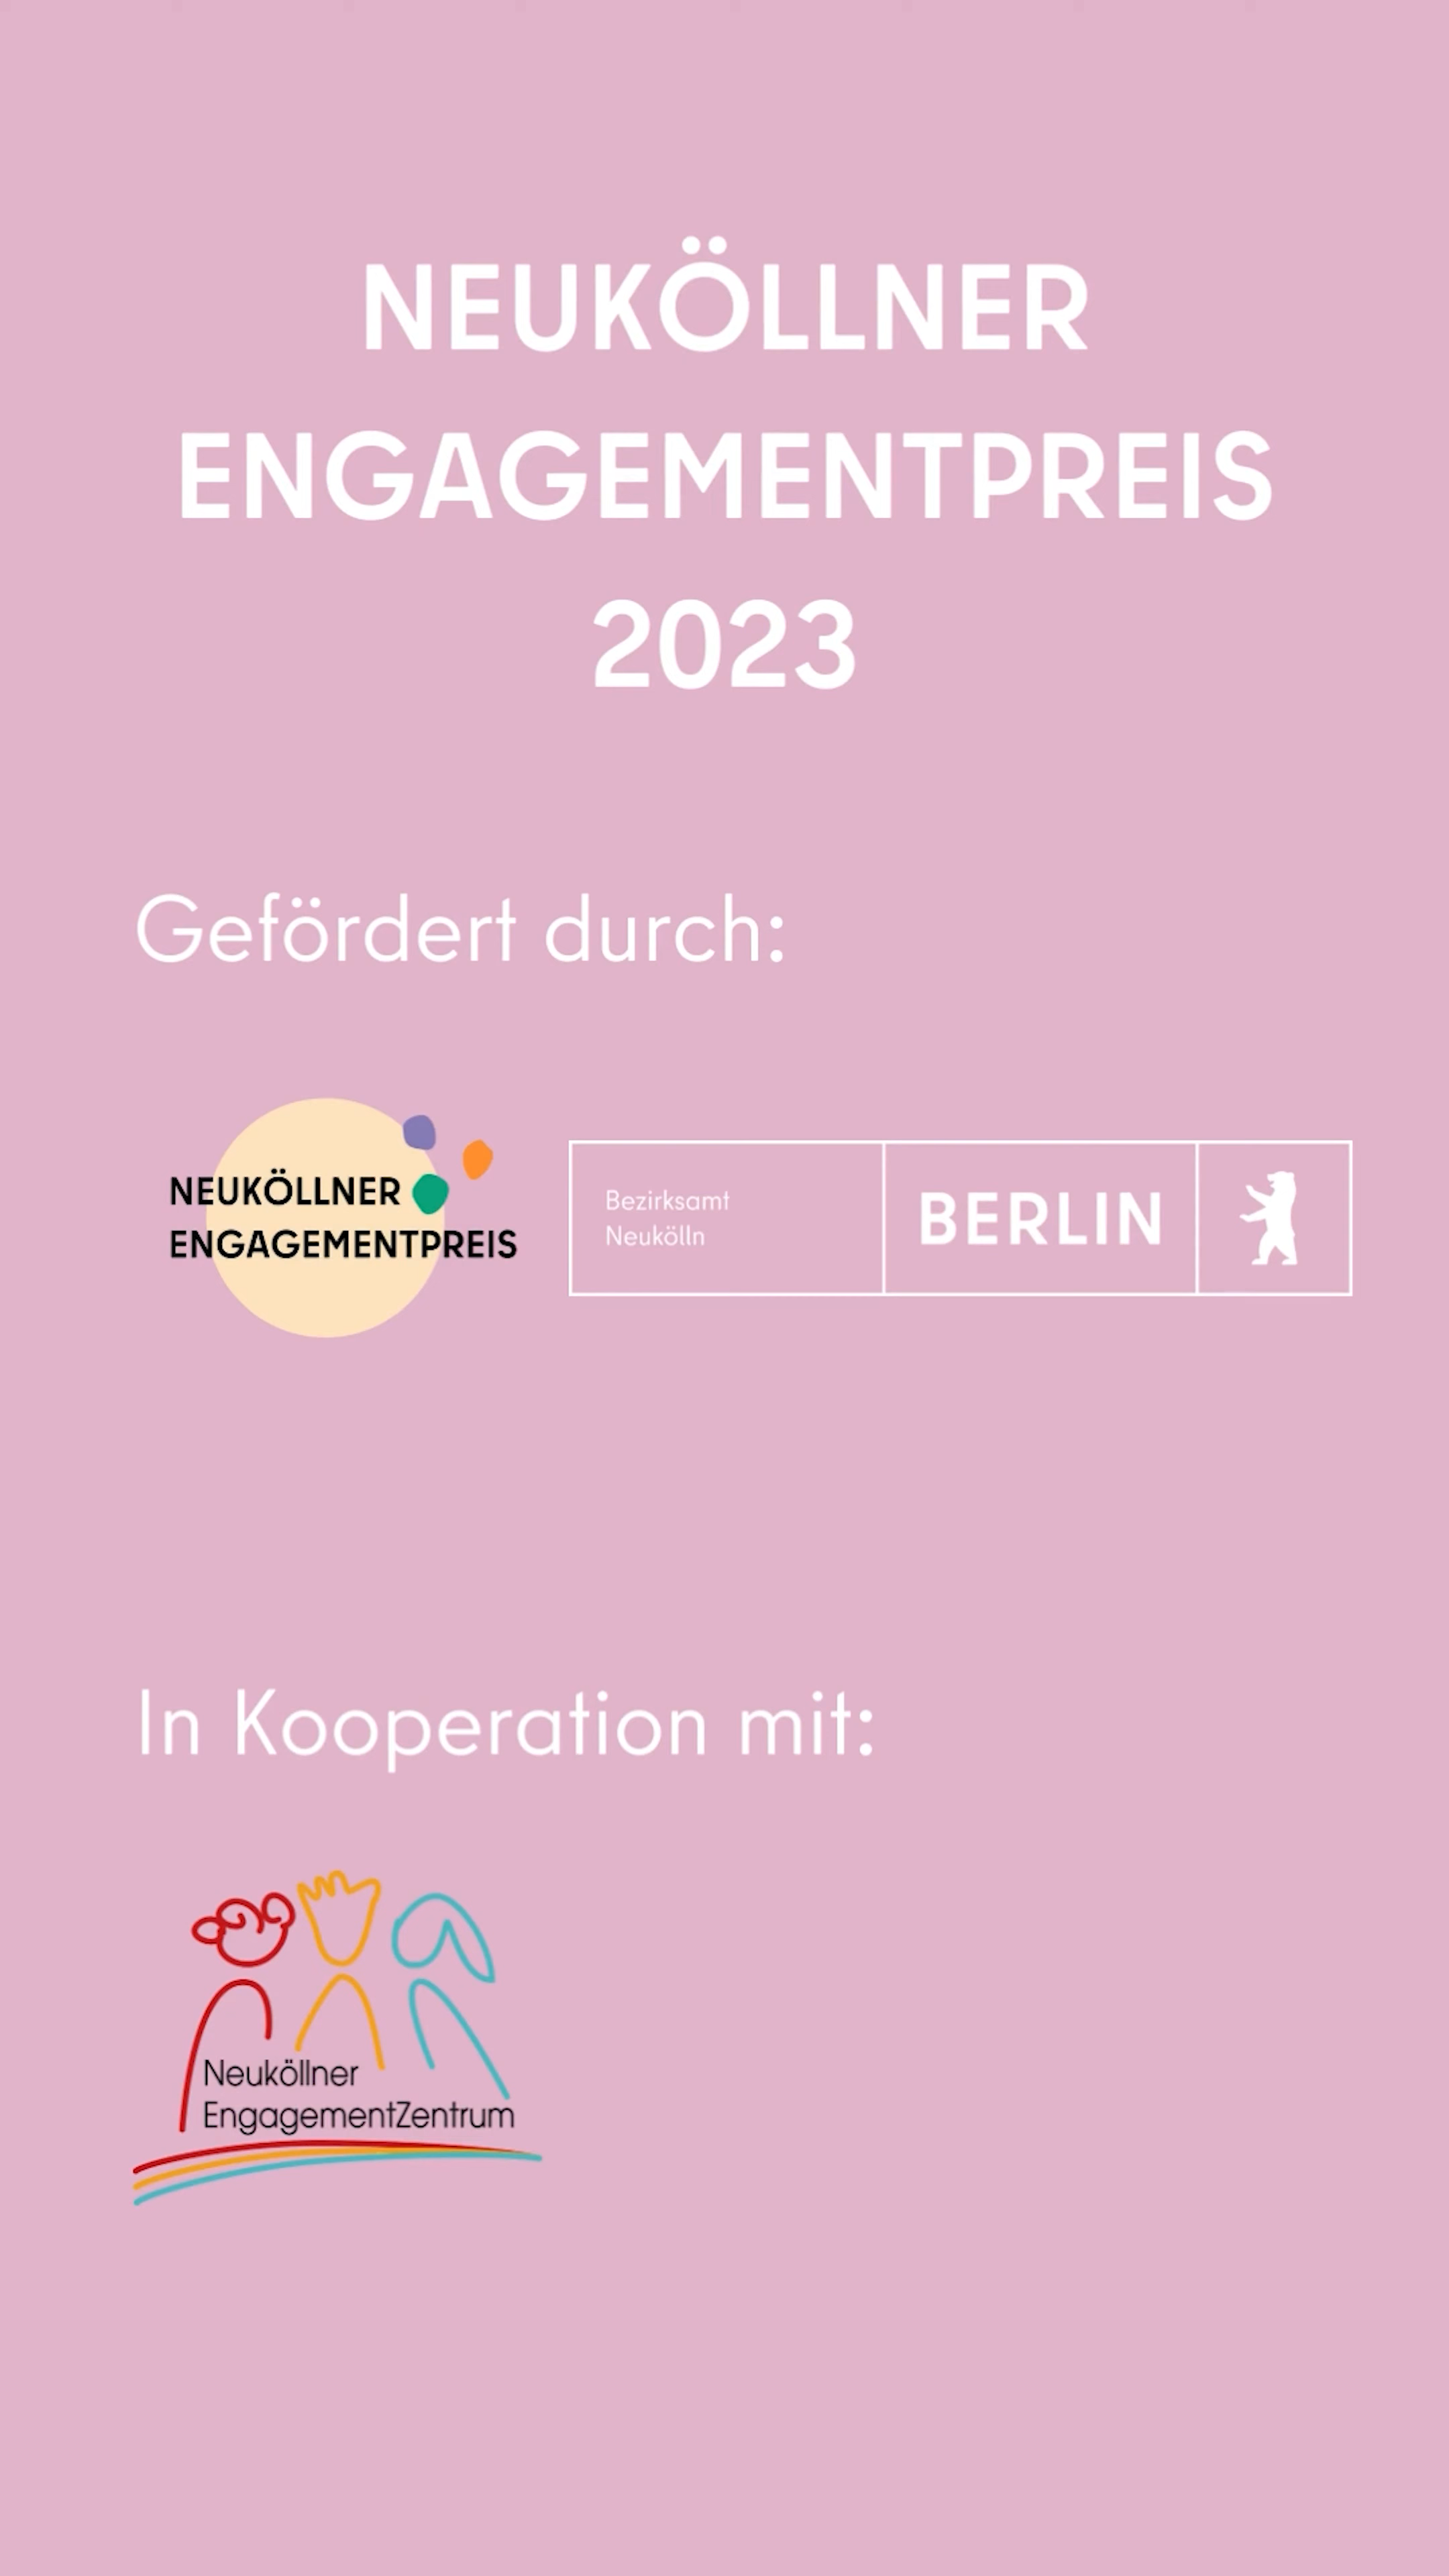 NEUKÖLLNER
ENGAGEMENTPREIS
2023
Gefördert durch:
NEUKÖLLNER
ENGAGEMENTPREIS
Bezirksamt
Neukölln
BERLIN
In Kooperation mit:
Neuköllner
EngagementZentrum